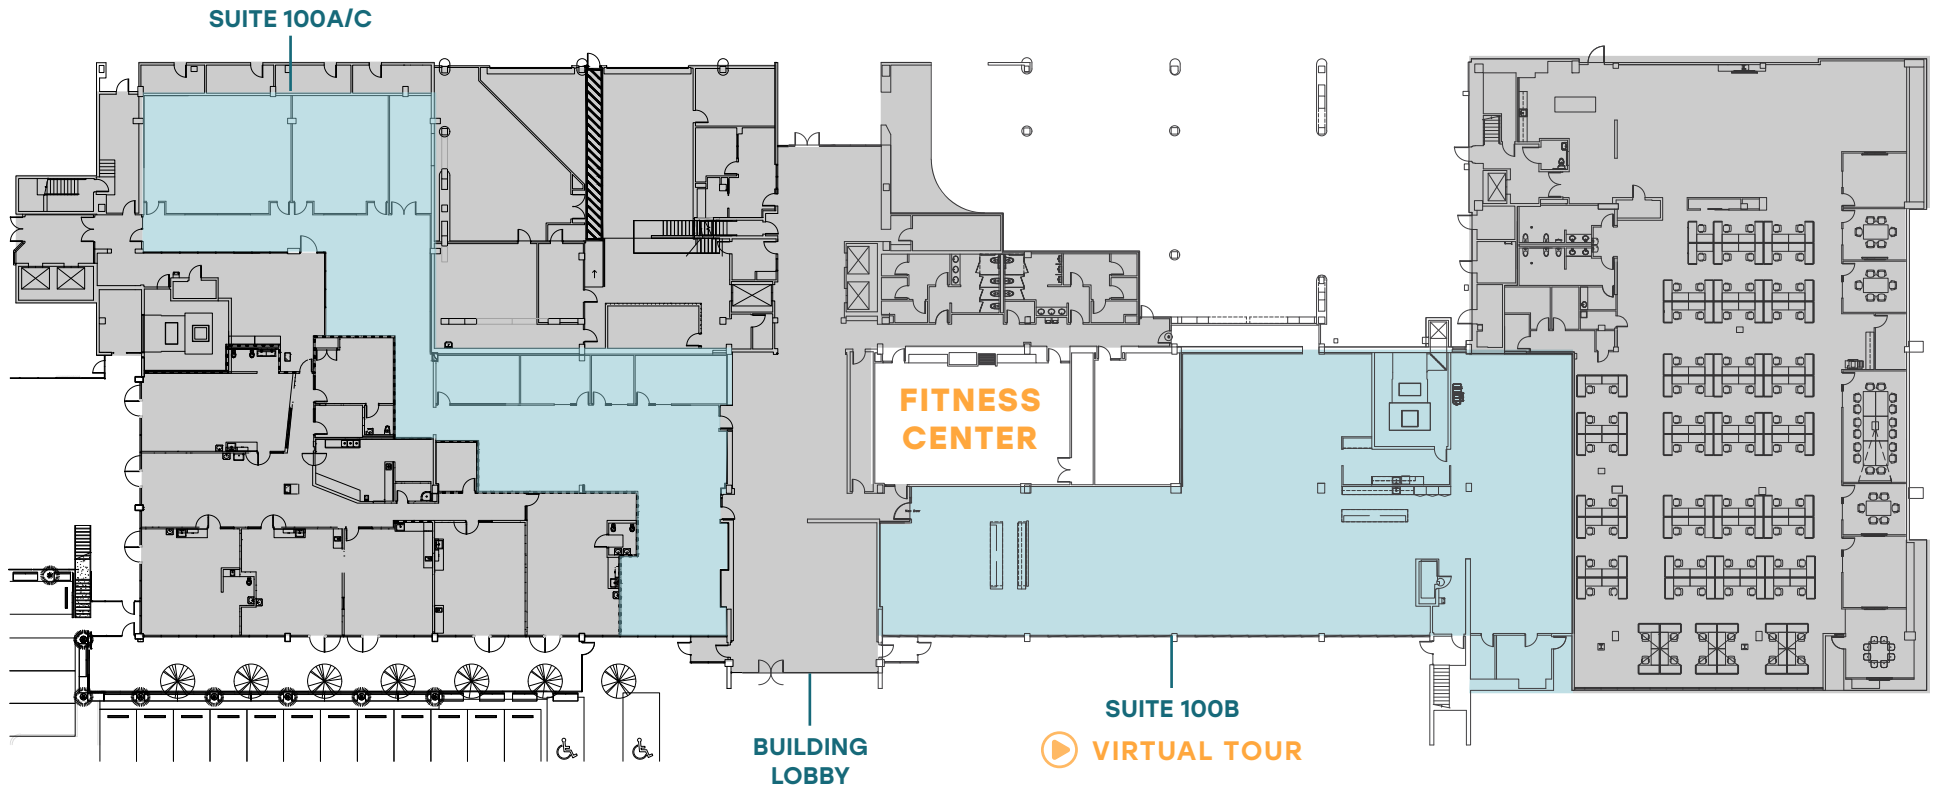 SUITE 100A/C
FITNESS
CENTER
SUITE 100B
VIRTUAL TOUR
BUILDING
LOBBY